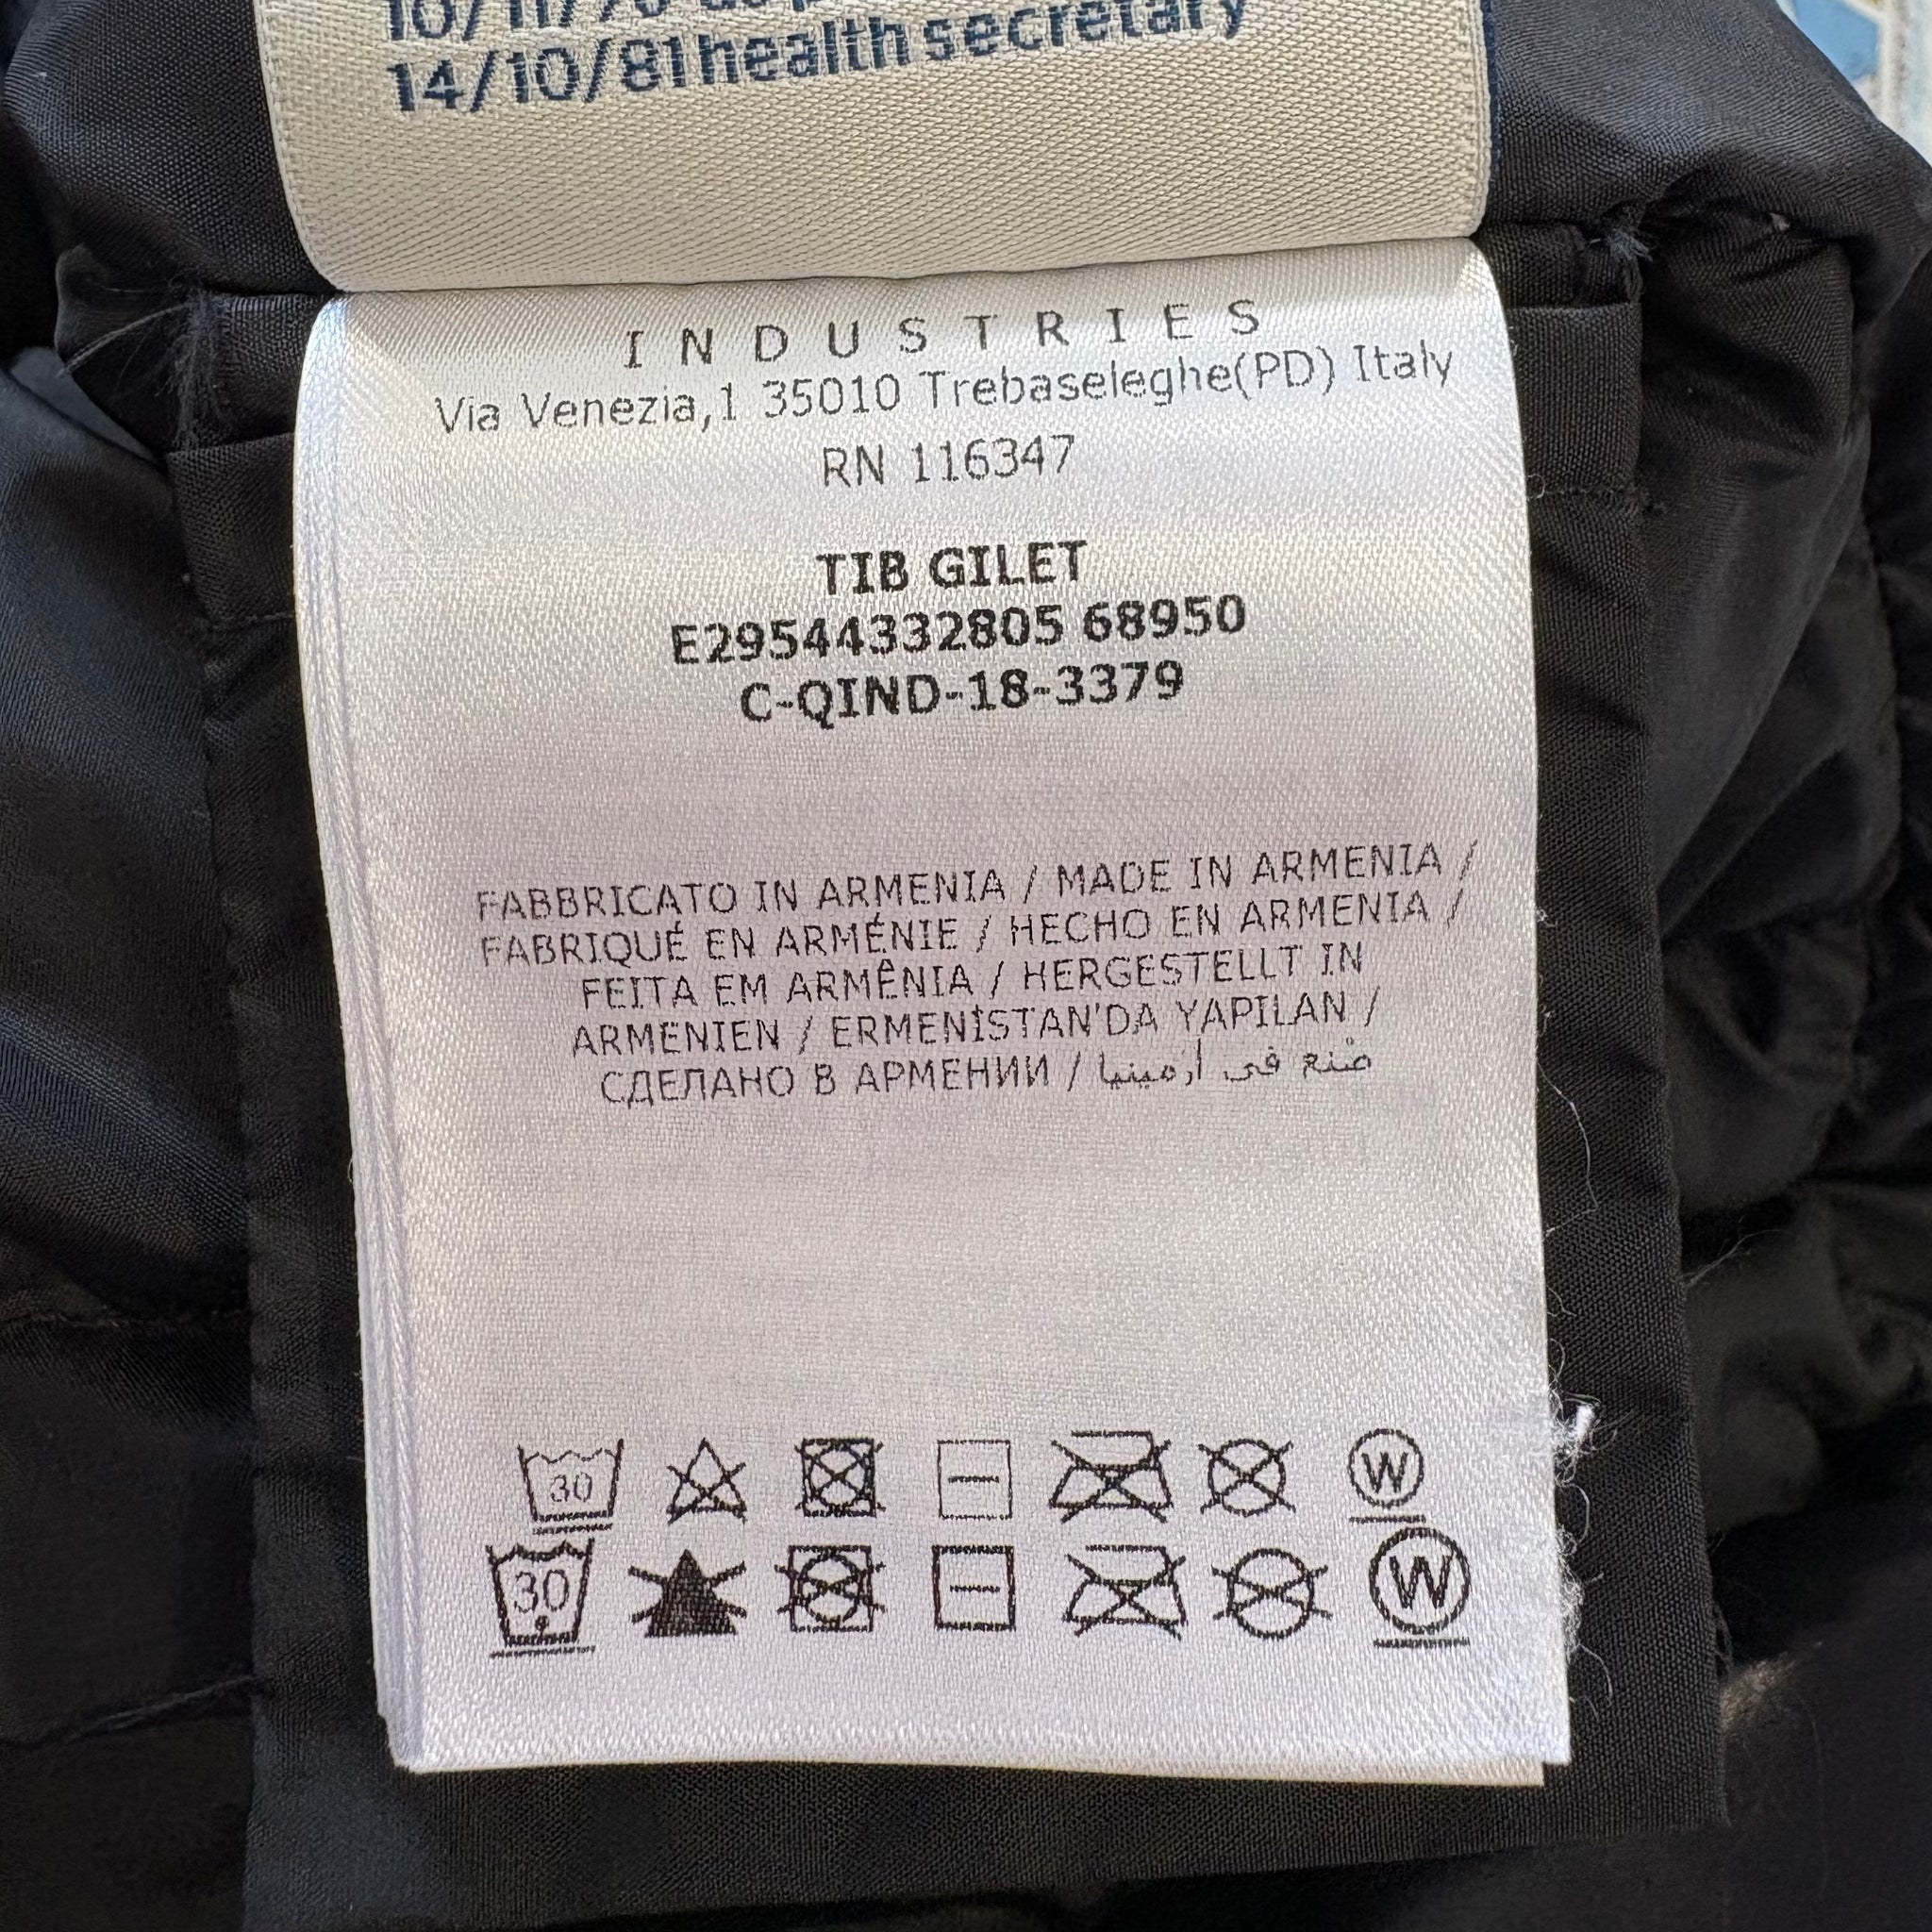 14/10/81 health secretary
INDUSTRIES
Via Venezia,1 35010 Trebaseleghe(PD) Italy
RN 116347
TIB GILET
E29544332805 68950
C-QIND-18-3379
FABBRICATO IN ARMENIA / MADE IN ARMENIA /
FABRIQUÉ EN ARMÉNIE / HECHO EN ARMENIA /
FEITA EM ARMÊNIA / HERGESTELLT IN
ARMENIEN / ERMENİSTAN'DA YAPILAN /
СДЕЛАНО В АРМЕНИИ / صُنع في أرمينيا
30 W
30 W